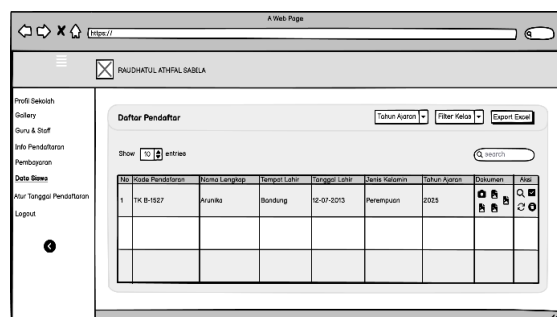 A Web Page
https://
RAUDHATUL ATHFAL SABELA
Profil Sekolah
Gallery
Guru & Staff
Info Pendaftaran
Pembayaran
Data Siswa
Atur Tanggal Pendaftaran
Logout
Daftar Pendaftar
Tahun Ajaran
Filter Kelas
Export Excel
Show 10 entries
search
No Kode Pendaftaran Nama Lengkap Tempat Lahir Tanggal Lahir Jenis Kelamin Tahun Ajaran Dokumen Aksi
1 TK B-1527 Arunika Bandung 12-07-2013 Perempuan 2025